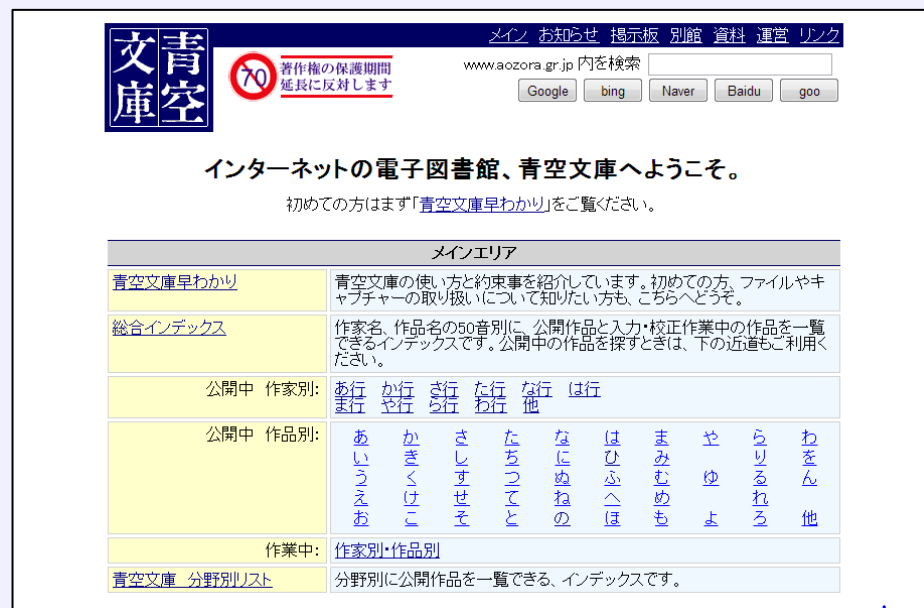 青空文庫
メイン お知らせ 掲示板 別館 資料 運営 リンク
70 著作権の保護期間
延長に反対します
www.aozora.gr.jp 内を検索
Google bing Naver Baidu goo
インターネットの電子図書館、青空文庫へようこそ。
初めての方はまず「青空文庫早わかり」をご覧ください。
メインエリア
青空文庫早わかり 青空文庫の使い方と約束事を紹介しています。初めての方、ファイルやキ
ャプチャーの取り扱いについて知りたい方も、こちらへどうぞ。
総合インデックス 作家名、作品名の50音別に、公開作品と入力・校正作業中の作品を一覧
できるインデックスです。公開中の作品を探すときは、下の近道もご利用く
ださい。
公開中 作家別: あ行 か行 さ行 た行 な行 は行
ま行 や行 ら行 わ行 他
公開中 作品別: あ か さ た な は ま や ら わ
い き し ち に ひ み り を
う く す つ ぬ ふ む ゆ る ん
え け せ て ね へ め れ
お こ そ と の ほ も よ ろ 他
作業中: 作家別・作品別
青空文庫 分野別リスト 分野別に公開作品を一覧できる、インデックスです。